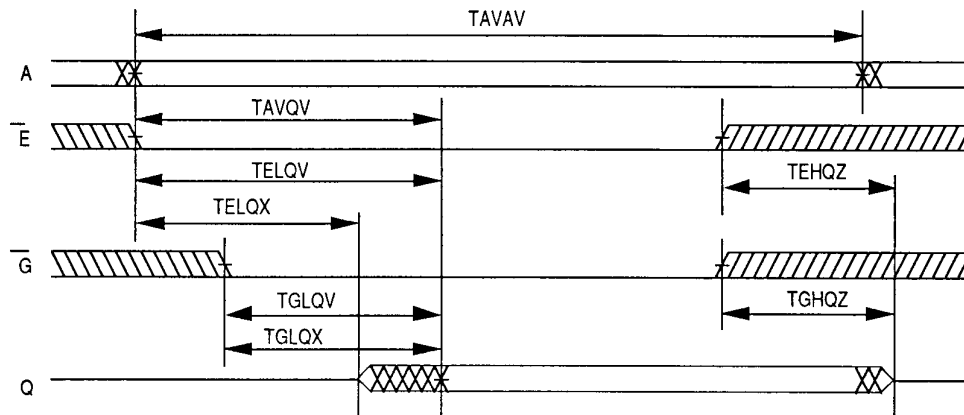 TAVAV
A
TAVQV
E
TELQV
TEHQZ
TELQX
G
TGLQV
TGHQZ
TGLQX
Q